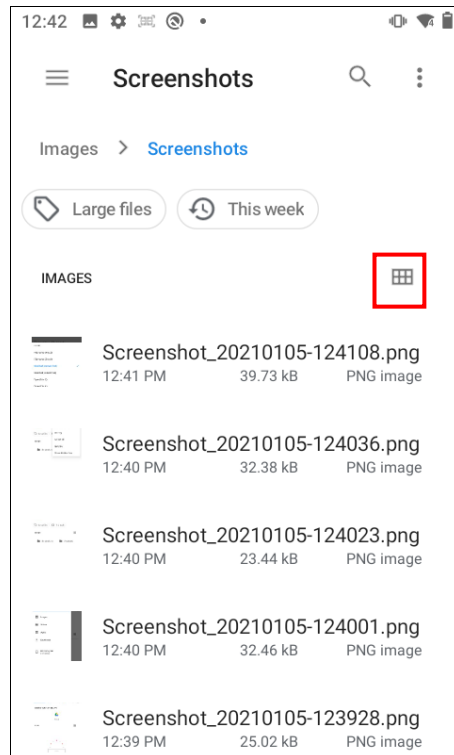 12:42
Screenshots
Images > Screenshots
Large files This week
IMAGES
Screenshot_20210105-124108.png
12:41 PM 39.73 kB PNG image
Screenshot_20210105-124036.png
12:40 PM 32.38 kB PNG image
Screenshot_20210105-124023.png
12:40 PM 23.44 kB PNG image
Screenshot_20210105-124001.png
12:40 PM 32.46 kB PNG image
Screenshot_20210105-123928.png
12:39 PM 25.02 kB PNG image